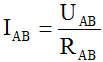 I_AB = U_AB / R_AB